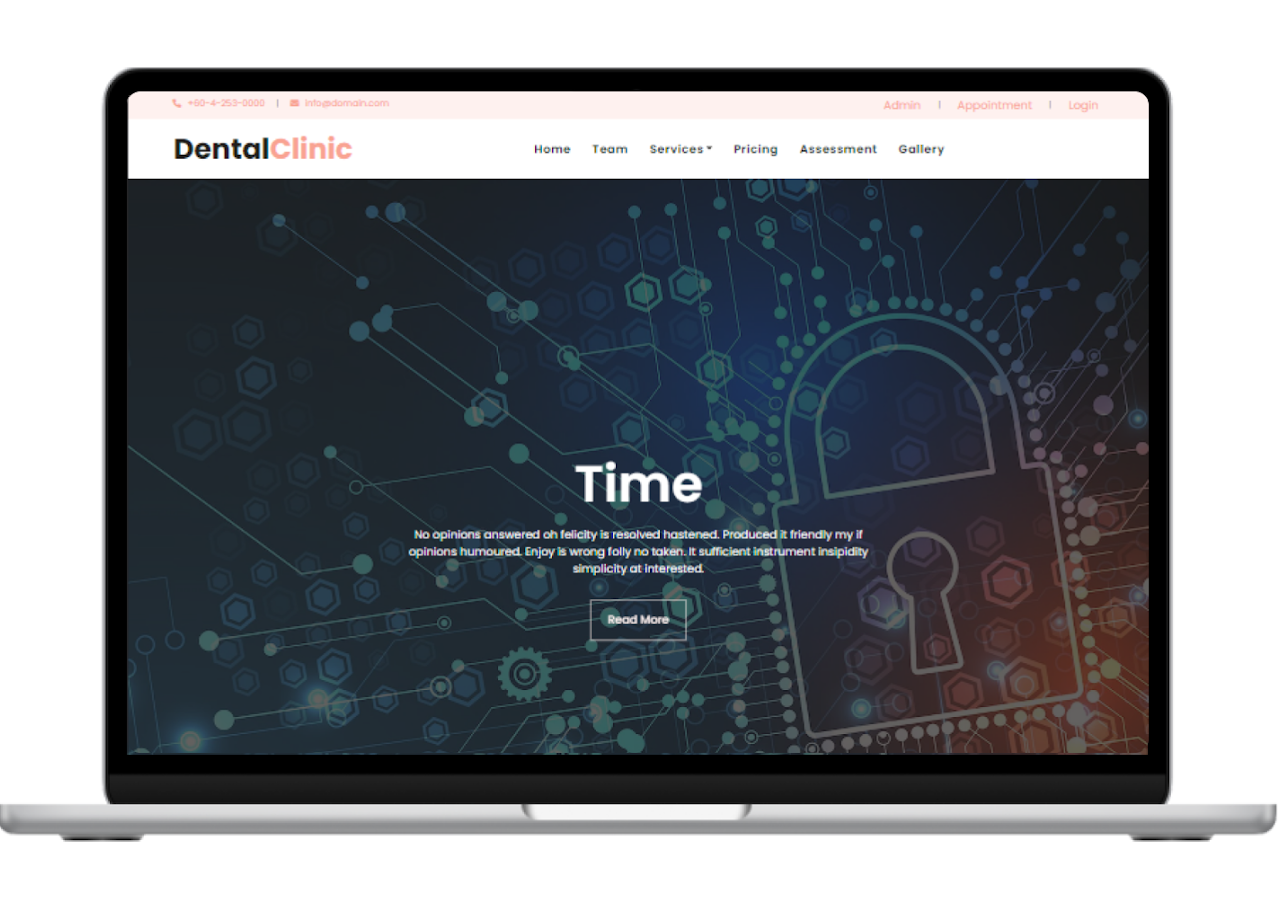 +60-4-253-0000 | info@domain.com
Admin | Appointment | Login
DentalClinic
Home Team Services Pricing Assessment Gallery
Time
No opinions answered oh felicity is resolved hastened. Produced it friendly my if
opinions humoured. Enjoy is wrong folly no taken. It sufficient instrument insipidity
simplicity at interested.
Read More